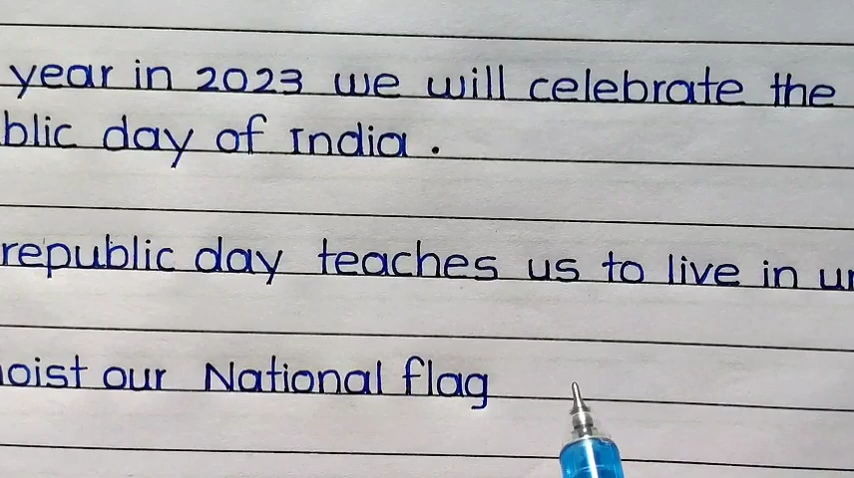 year in 2023 we will celebrate the
blic day of India .
republic day teaches us to live in un
oist our National flag